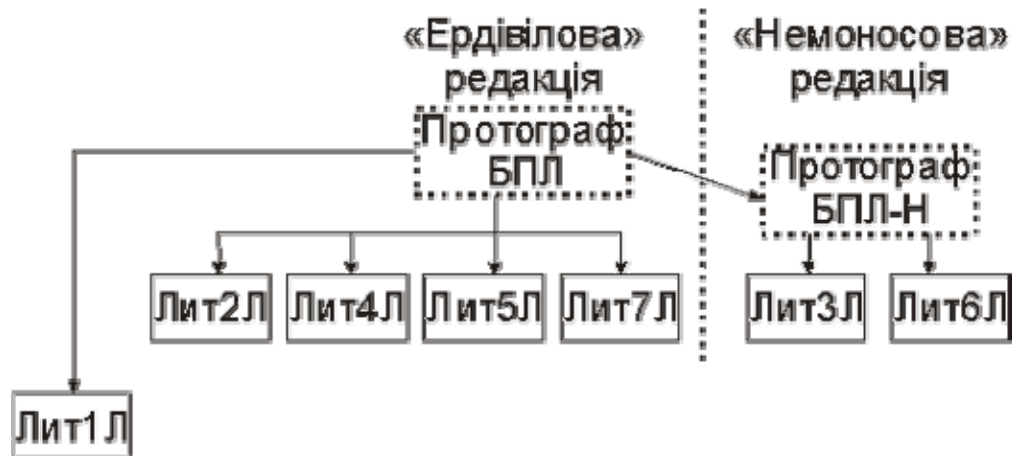 «Ердівілова»
редакція
«Немоносова»
редакція
Протограф
БПЛ
Протограф
БПЛ-Н
Лит2Л
Лит4Л
Лит5Л
Лит7Л
Лит3Л
Лит6Л
Лит1Л